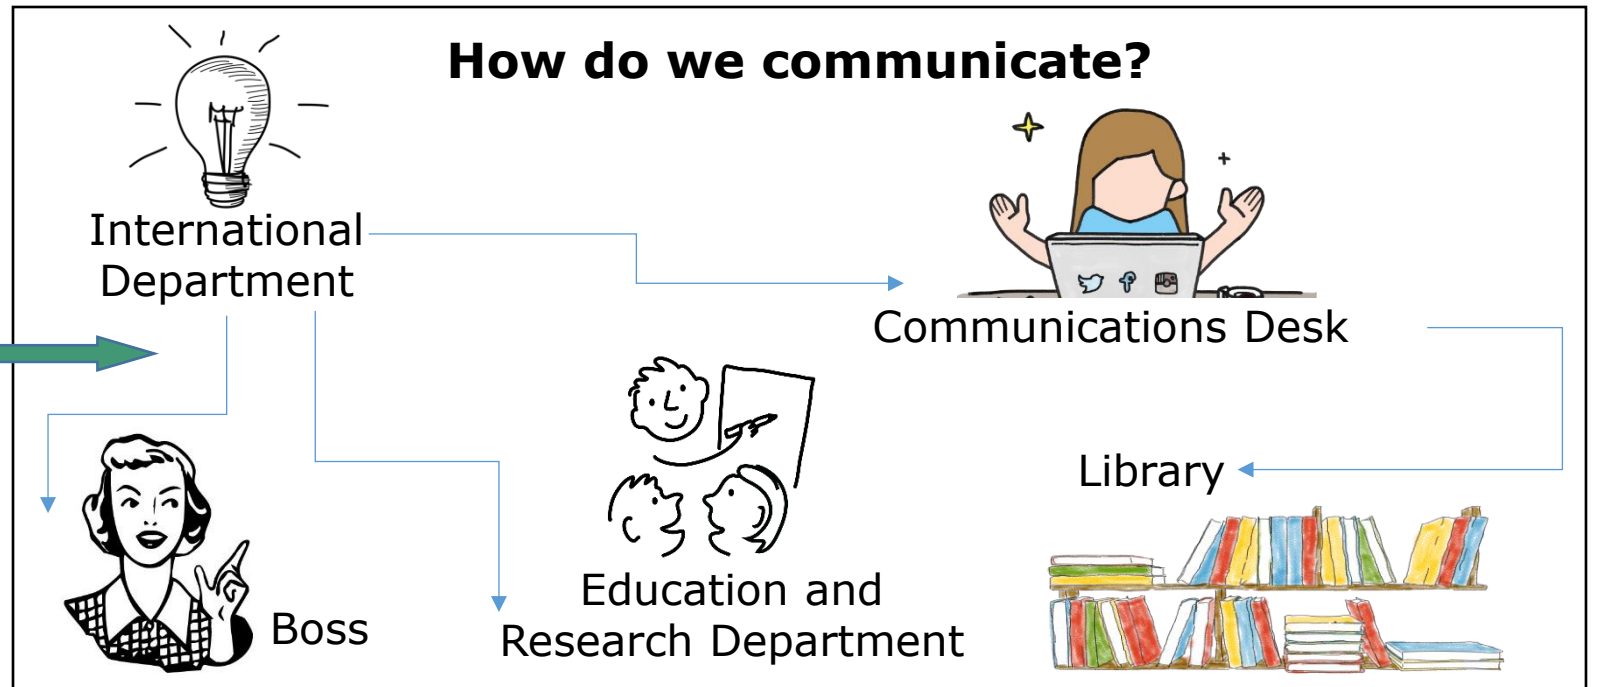 How do we communicate?
International
Department
Communications Desk
Library
Education and
Research Department
Boss